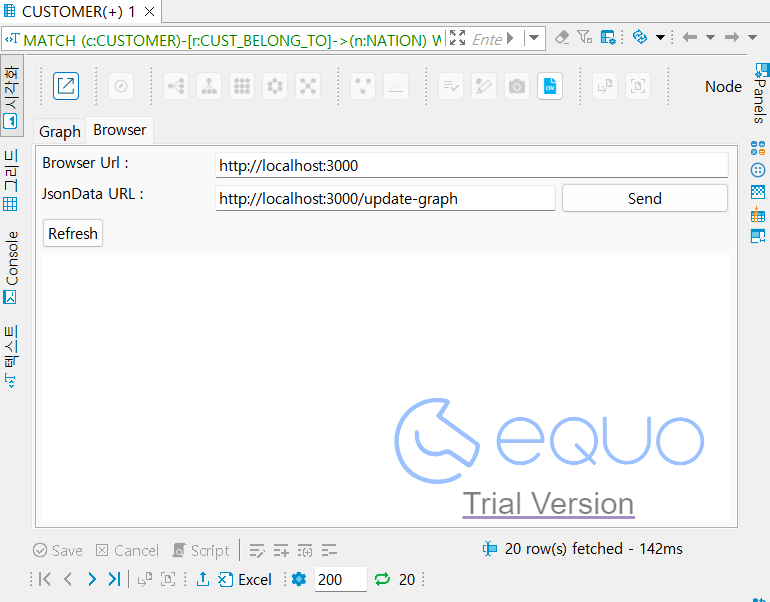 CUSTOMER(+) 1
MATCH (c:CUSTOMER)-[r:CUST_BELONG_TO]->(n:NATION) W
Ente
시각화
그리드
Console
텍스트
CSV
Node
Panels
Graph
Browser
Browser Url :
http://localhost:3000
JsonData URL :
http://localhost:3000/update-graph
Send
Refresh
equo
Trial Version
Save
Cancel
Script
20 row(s) fetched - 142ms
Excel
200
20